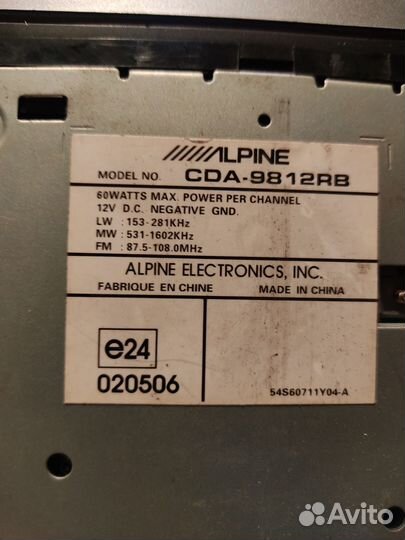 ALPINE
MODEL NO. CDA-9812RB
60WATTS MAX. POWER PER CHANNEL
12V D.C. NEGATIVE GND.
LW : 153-281KHz
MW : 531-1602KHz
FM : 87.5-108.0MHz
ALPINE ELECTRONICS, INC.
FABRIQUE EN CHINE MADE IN CHINA
e24
020506
54S60711Y04-A
Avito